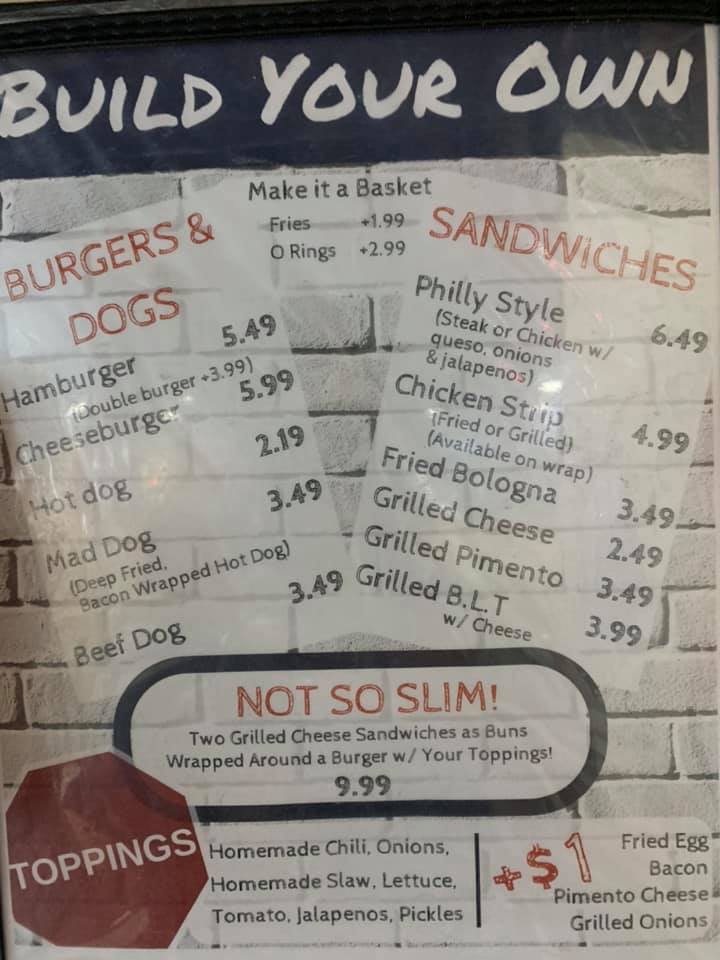 BUILD YOUR OWN
Make it a Basket
Fries +1.99
O Rings +2.99
BURGERS &
DOGS
Hamburger 5.49
(Double burger +3.99)
Cheeseburger 5.99
Hot dog 2.19
Mad Dog 3.49
(Deep Fried,
Bacon Wrapped Hot Dog)
Beef Dog 3.49
SANDWICHES
Philly Style 6.49
(Steak or Chicken w/
queso, onions
& jalapenos)
Chicken Strip 4.99
(Fried or Grilled)
(Available on wrap)
Fried Bologna 3.49
Grilled Cheese 2.49
Grilled Pimento 3.49
Grilled B.L.T 3.99
w/ Cheese
NOT SO SLIM!
Two Grilled Cheese Sandwiches as Buns
Wrapped Around a Burger w/ Your Toppings!
9.99
TOPPINGS
Homemade Chili, Onions,
Homemade Slaw, Lettuce,
Tomato, Jalapenos, Pickles
+$1
Fried Egg
Bacon
Pimento Cheese
Grilled Onions